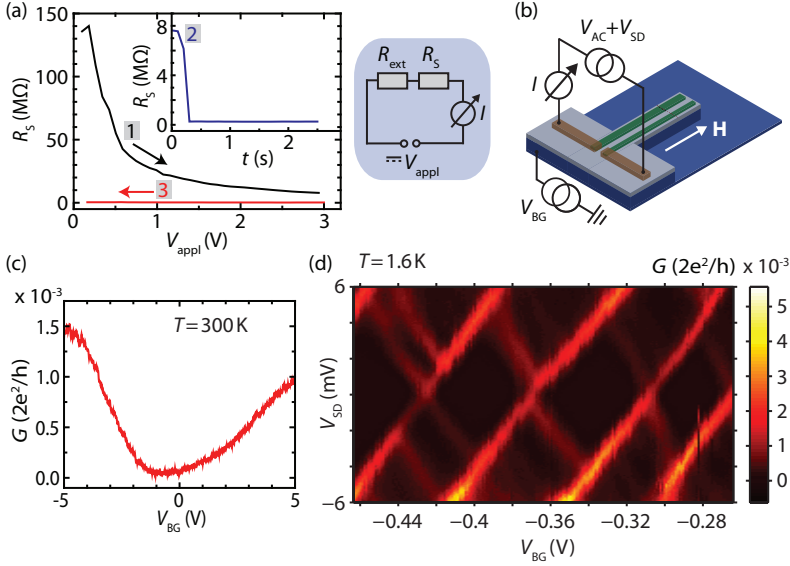 (a)
R_S (MΩ)
150
100
50
0
1
3
0
1
2
3
V_appl (V)
8
4
0
R_S (MΩ)
2
0
1
2
t (s)
R_ext
R_S
I
V_appl
(b)
V_AC+V_SD
I
H
V_BG
(c)
x 10⁻³
1.5
1.0
0.5
0.0
G (2e²/h)
T=300K
-5
0
5
V_BG (V)
(d)
T=1.6K
G (2e²/h) x 10⁻³
6
-6
V_SD (mV)
−0.44
−0.4
−0.36
−0.32
−0.28
V_BG (V)
5
4
3
2
1
0